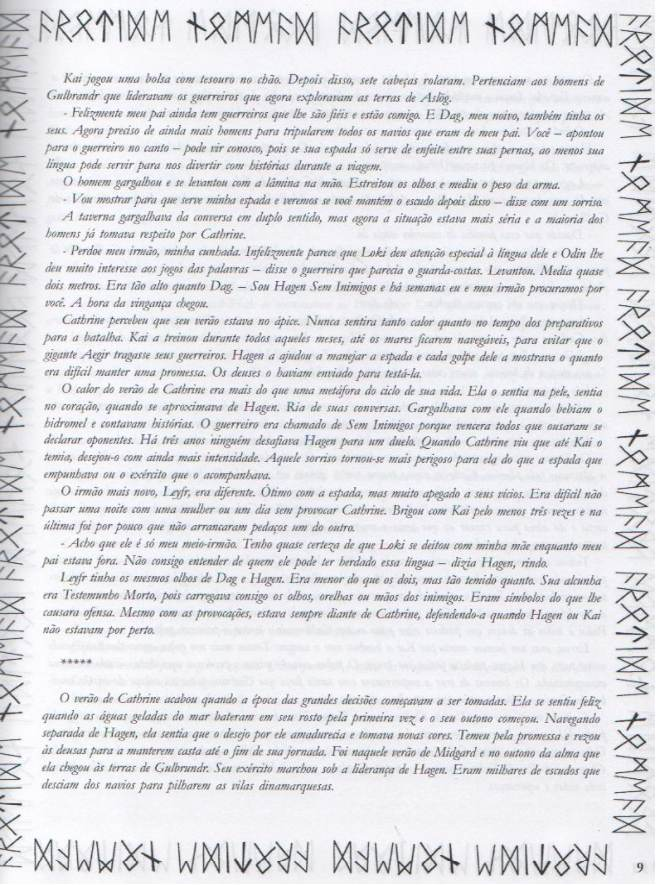 Kai jogou uma bolsa com tesouro no chão. Depois disso, sete cabeças rolaram. Pertenciam aos homens de
Gulbrandr que lideravam os guerreiros que agora exploravam as terras de Aslög.
- Felizmente meu pai ainda tem guerreiros que lhe são fiéis e estão comigo. E Dag, meu noivo, também tinha os
seus. Agora preciso de ainda mais homens para tripularem todos os navios que eram de meu pai. Você – apontou
para o guerreiro no canto – pode vir conosco, pois se sua espada só serve de enfeite entre suas pernas, ao menos sua
língua pode servir para nos divertir com histórias durante a viagem.
O homem gargalhou e se levantou com a lâmina na mão. Estreitou os olhos e mediu o peso da arma.
- Vou mostrar para que serve minha espada e veremos se você mantém o escudo depois disso – disse com um sorriso.
A taverna gargalhava da conversa em duplo sentido, mas agora a situação estava mais séria e a maioria dos
homens já tomava respeito por Cathrine.
- Perdoe meu irmão, minha cunhada. Infelizmente parece que Loki deu atenção especial à língua dele e Odin lhe
deu muito interesse aos jogos das palavras – disse o guerreiro que parecia o guarda-costas. Levantou. Media quase
dois metros. Era tão alto quanto Dag. – Sou Hagen Sem Inimigos e há semanas eu e meu irmão procuramos por
você. A hora da vingança chegou.
Cathrine percebeu que seu verão estava no ápice. Nunca sentira tanto calor quanto no tempo dos preparativos
para a batalha. Kai a treinou durante todos aqueles meses, até os mares ficarem navegáveis, para evitar que o
gigante Aegir tragasse seus guerreiros. Hagen a ajudou a manejar a espada e cada golpe dele a mostrava o quanto
era difícil manter uma promessa. Os deuses o haviam enviado para testá-la.
O calor do verão de Cathrine era mais do que uma metáfora do ciclo de sua vida. Ela o sentia na pele, sentia
no coração, quando se aproximava de Hagen. Ria de suas conversas. Gargalhava com ele quando bebiam o
hidromel e contavam histórias. O guerreiro era chamado de Sem Inimigos porque vencera todos que ousaram se
declarar oponentes. Há três anos ninguém desafiava Hagen para um duelo. Quando Cathrine viu que até Kai o
temia, desejou-o com ainda mais intensidade. Aquele sorriso tornou-se mais perigoso para ela do que a espada que
empunhava ou o exército que o acompanhava.
O irmão mais novo, Leyfr, era diferente. Ótimo com a espada, mas muito apegado a seus vícios. Era difícil não
passar uma noite com uma mulher ou um dia sem provocar Cathrine. Brigou com Kai pelo menos três vezes e na
última foi por pouco que não arrancaram pedaços um do outro.
- Acho que ele é só meu meio-irmão. Tenho quase certeza de que Loki se deitou com minha mãe enquanto meu
pai estava fora. Não consigo entender de quem ele pode ter herdado essa língua – dizia Hagen, rindo.
Leyfr tinha os mesmos olhos de Dag e Hagen. Era menor do que os dois, mas tão temido quanto. Sua alcunha
era Testemunho Morto, pois carregava consigo os olhos, orelhas ou mãos dos inimigos. Eram símbolos do que lhe
causara ofensa. Mesmo com as provocações, estava sempre diante de Cathrine, defendendo-a quando Hagen ou Kai
não estavam por perto.
*****
O verão de Cathrine acabou quando a época das grandes decisões começavam a ser tomadas. Ela se sentiu feliz
quando as águas geladas do mar bateram em seu rosto pela primeira vez e o seu outono começou. Navegando
separada de Hagen, ela sentia que o desejo por ele amadurecia e tomava novas cores. Temeu pela promessa e rezou
às deusas para a manterem casta até o fim de sua jornada. Foi naquele verão de Midgard e no outono da alma que
ela chegou às terras de Gulbrundr. Seu exército marchou sob a liderança de Hagen. Eram milhares de escudos que
desciam dos navios para pilharem as vilas dinamarquesas.
9